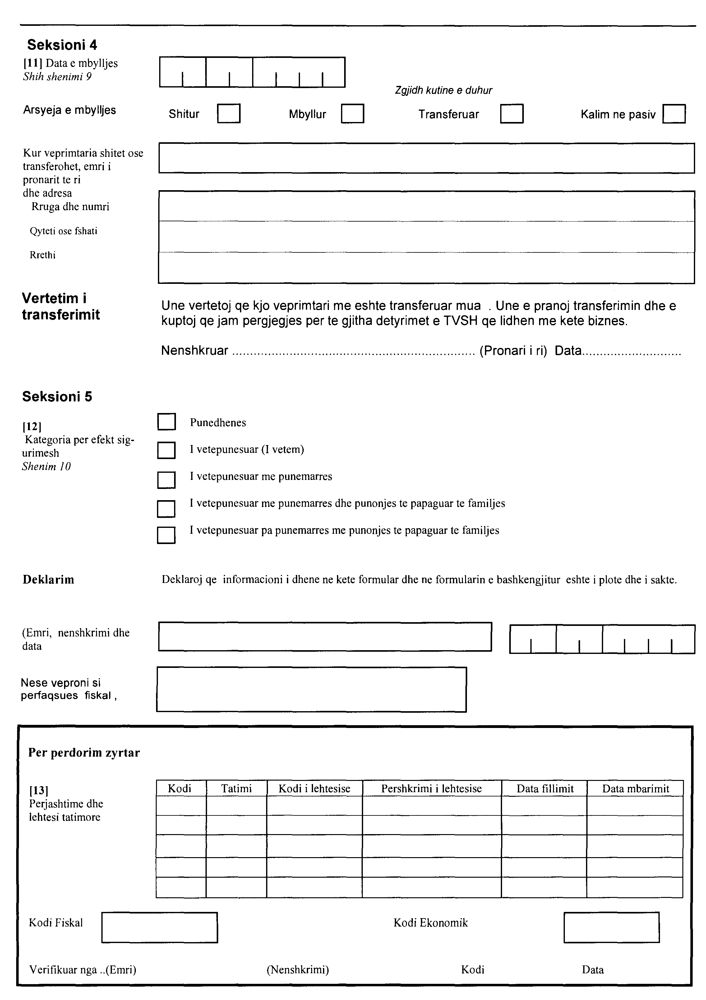 Seksioni 4
[11] Data e mbylljes
Shih shenimi 9
Zgjidh kutine e duhur
Arsyeja e mbylljes Shitur Mbyllur Transferuar Kalim ne pasiv
Kur veprimtaria shitet ose
transferohet, emri i
pronarit te ri
dhe adresa
Rruga dhe numri
Qyteti ose fshati
Rrethi
Vertetim i
transferimit
Une vertetoj qe kjo veprimtari me eshte transferuar mua . Une e pranoj transferimin dhe e
kuptoj qe jam pergjegjes per te gjitha detyrimet e TVSH qe lidhen me kete biznes.
Nenshkruar ................................................................... (Pronari i ri) Data...........................
Seksioni 5
[12]
Kategoria per efekt sig-
urimesh
Shenim 10
Punedhenes
I vetepunesuar (I vetem)
I vetepunesuar me punemarres
I vetepunesuar me punemarres dhe punonjes te papaguar te familjes
I vetepunesuar pa punemarres me punonjes te papaguar te familjes
Deklarim Deklaroj qe informacioni i dhene ne kete formular dhe ne formularin e bashkengjitur eshte i plote dhe i sakte.
(Emri, nenshkrimi dhe
data
Nese veproni si
perfaqsues fiskal ,
Per perdorim zyrtar
[13]
Perjashtime dhe
lehtesi tatimore
Kodi Tatimi Kodi i lehtesise Pershkrimi i lehtesise Data fillimit Data mbarimit
Kodi Fiskal Kodi Ekonomik
Verifikuar nga ..(Emri) (Nenshkrimi) Kodi Data